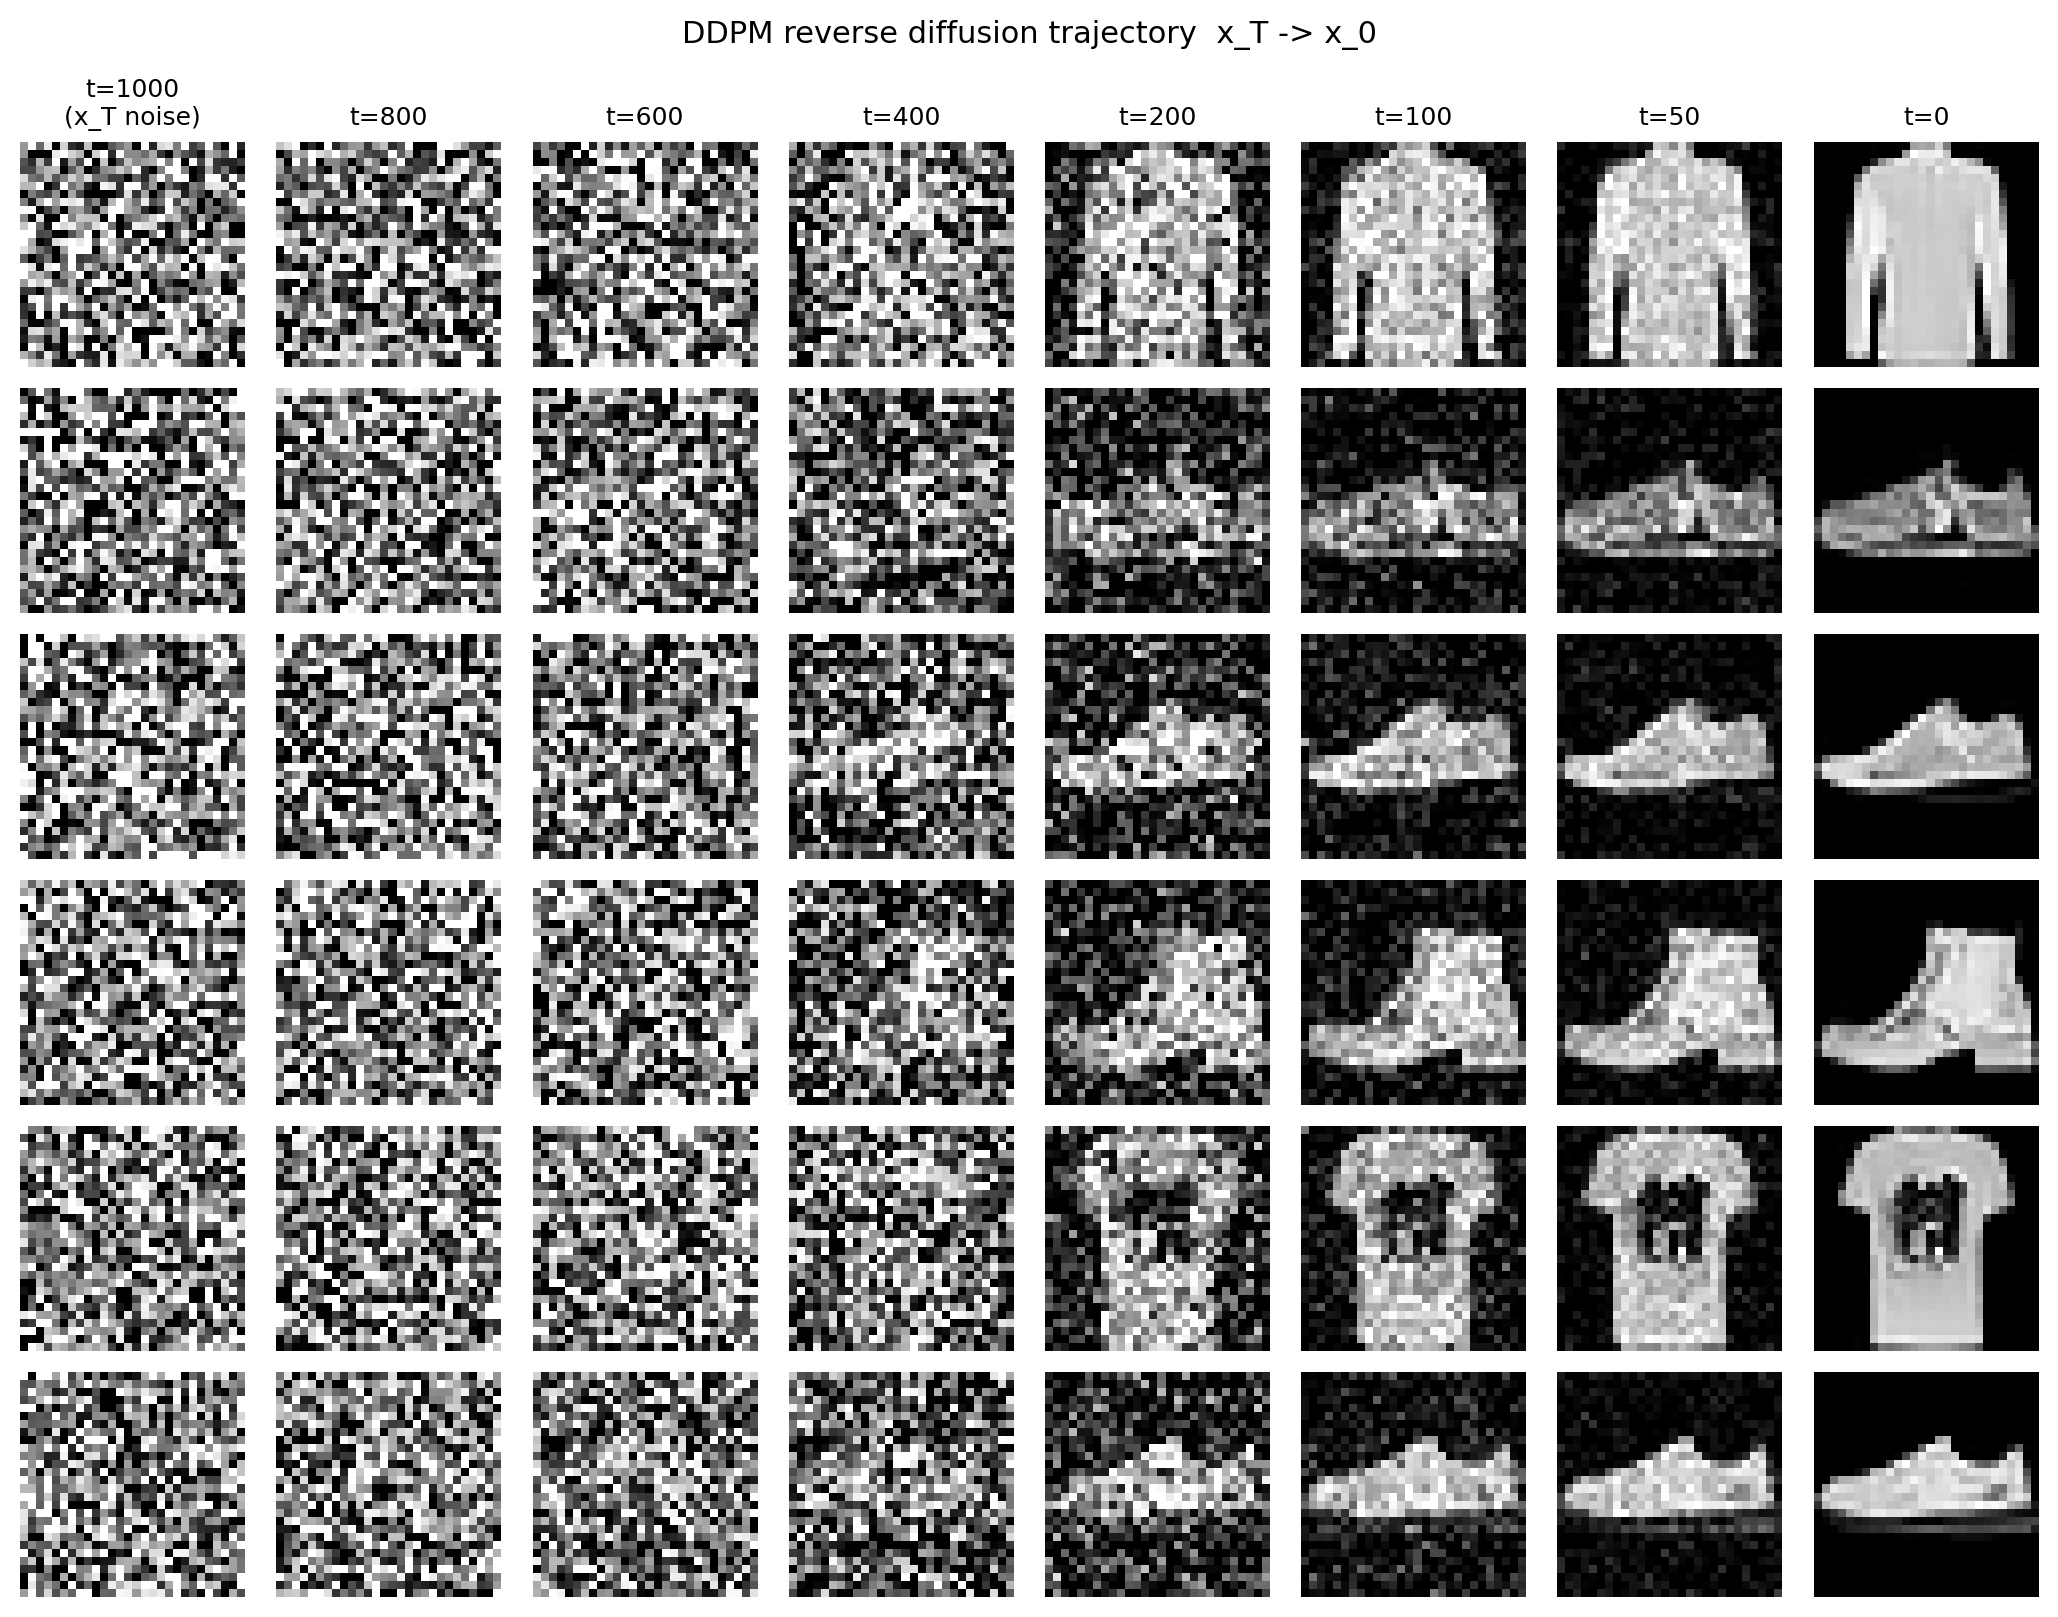 DDPM reverse diffusion trajectory  x_T -> x_0
t=1000
(x_T noise)
t=800
t=600
t=400
t=200
t=100
t=50
t=0